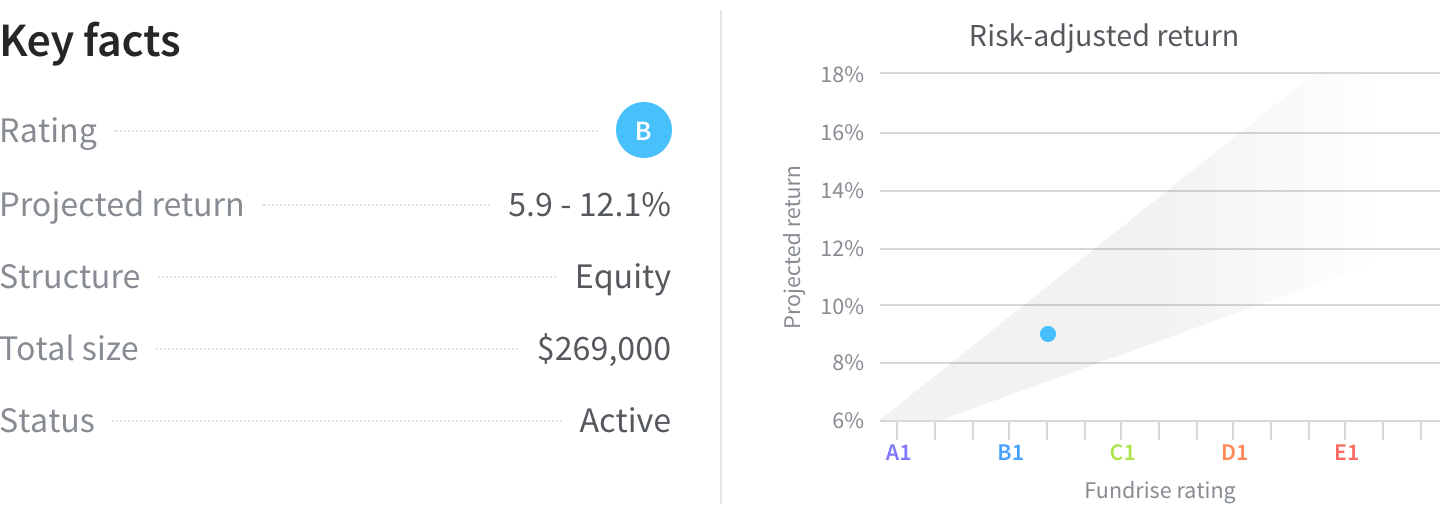 Key facts
Rating B
Projected return 5.9 - 12.1%
Structure Equity
Total size $269,000
Status Active
Risk-adjusted return
Projected return
18%
16%
14%
12%
10%
8%
6%
A1 B1 C1 D1 E1
Fundrise rating